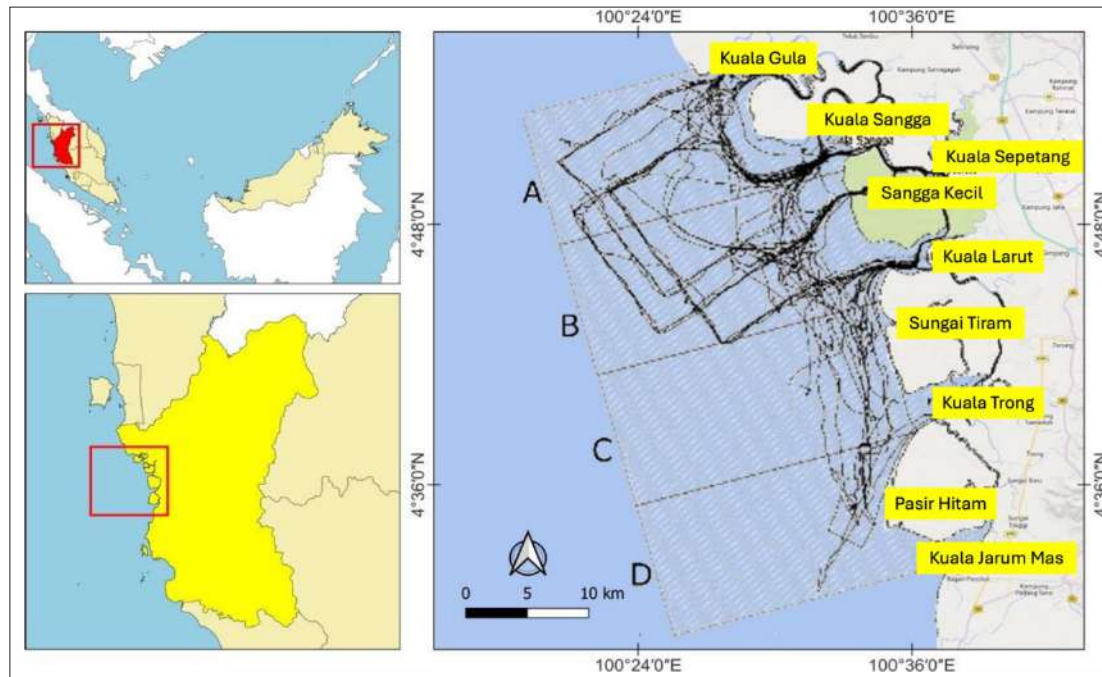 100°24'0"E
100°36'0"E
Kuala Gula
Kuala Sangga
Kuala Sepetang
Sangga Kecil
Kuala Larut
Sungai Tiram
Kuala Trong
Pasir Hitam
Kuala Jarum Mas
A
B
C
D
4°48'0"N
4°36'0"N
4°48'0"N
4°36'0"N
0
5
10 km
Trong
100°24'0"E
100°36'0"E